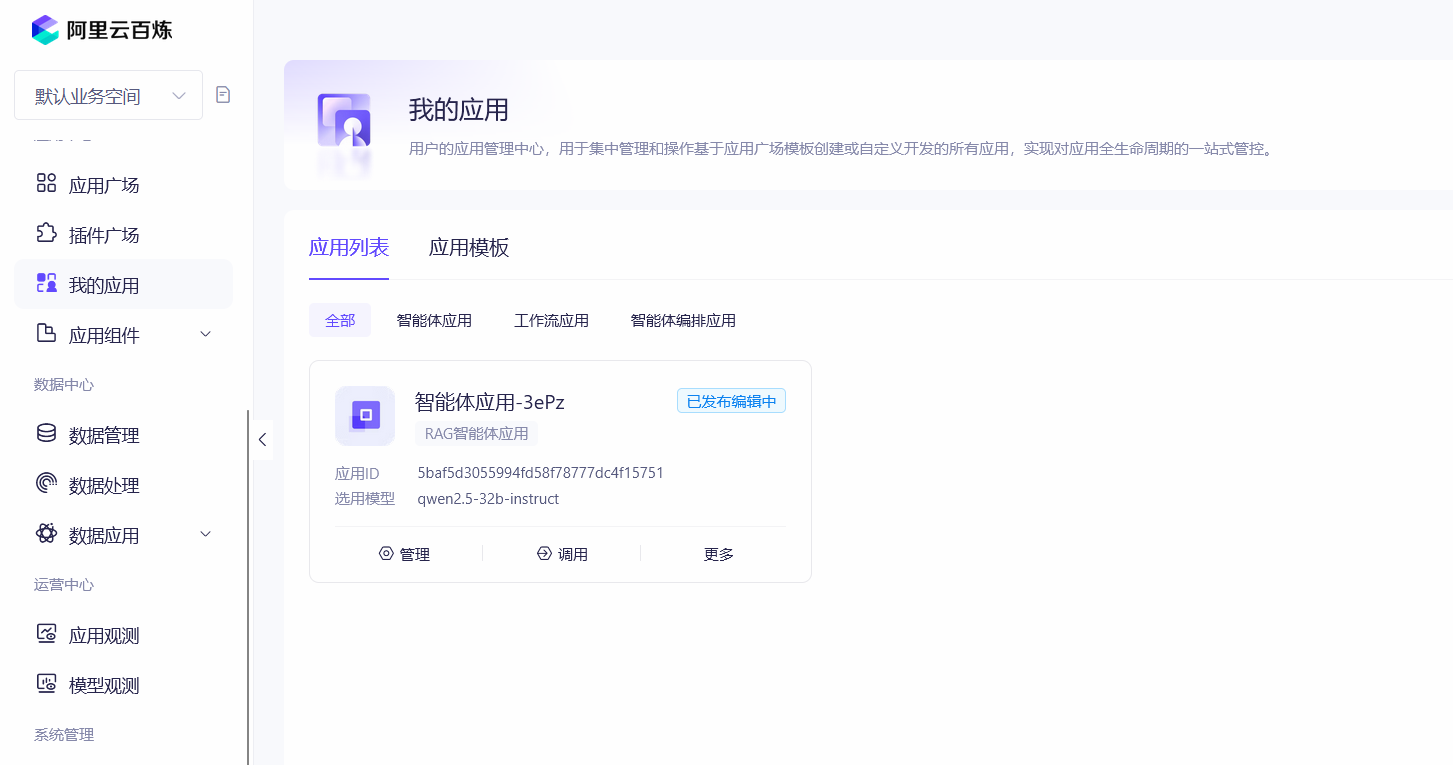 阿里云百炼
默认业务空间
应用广场
插件广场
我的应用
应用组件
数据中心
数据管理
数据处理
数据应用
运营中心
应用观测
模型观测
系统管理
我的应用
用户的应用管理中心，用于集中管理和操作基于应用广场模板创建或自定义开发的所有应用，实现对应用全生命周期的一站式管控。
应用列表 应用模板
全部 智能体应用 工作流应用 智能体编排应用
智能体应用-3ePz 已发布编辑中
RAG智能体应用
应用ID 5baf5d3055994fd58f78777dc4f15751
选用模型 qwen2.5-32b-instruct
管理 调用 更多